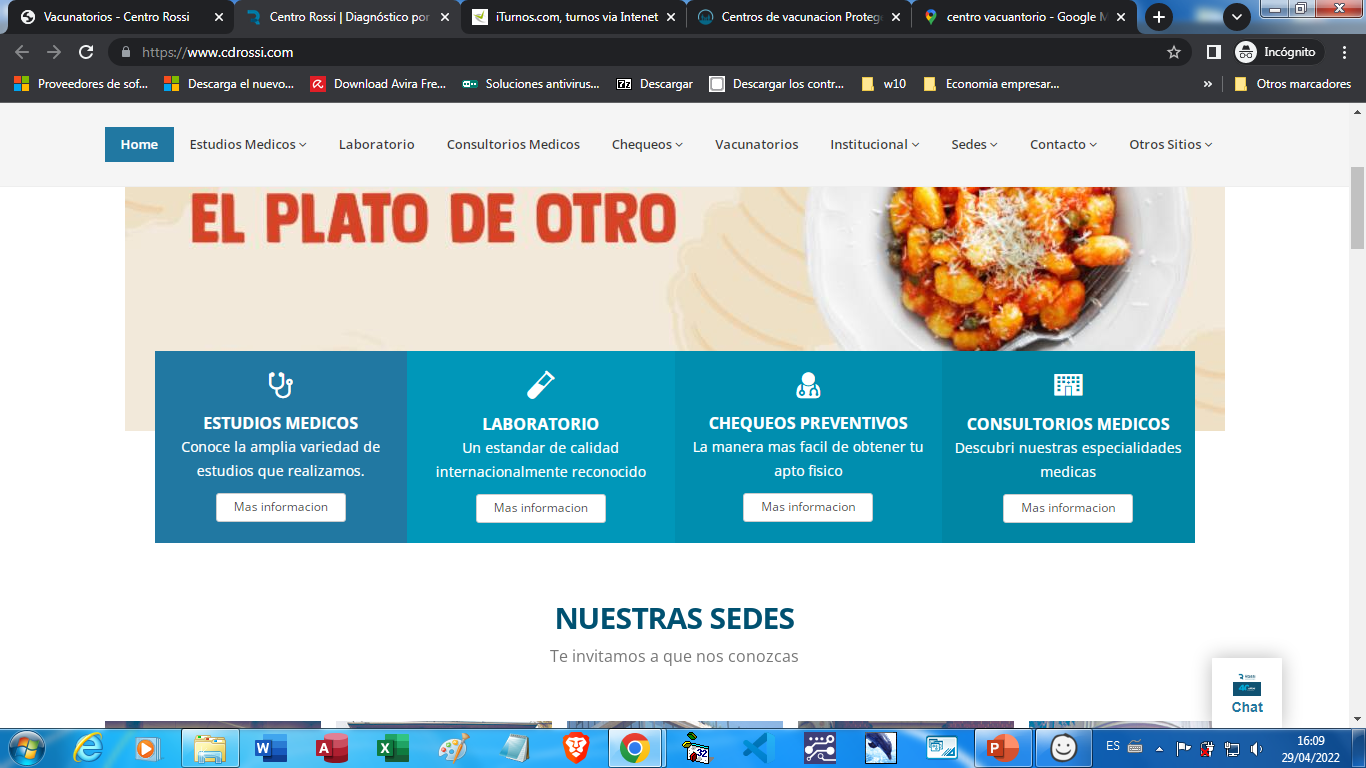 Vacunatorios - Centro Rossi
Centro Rossi | Diagnóstico por
iTurnos.com, turnos via Intenet
Centros de vacunacion Proteg
centro vacuantorio - Google M
https://www.cdrossi.com
Incógnito
Proveedores de sof...
Descarga el nuevo...
Download Avira Fre...
Soluciones antivirus...
Descargar
Descargar los contr...
w10
Economia empresar...
»
Otros marcadores
Home
Estudios Medicos
Laboratorio
Consultorios Medicos
Chequeos
Vacunatorios
Institucional
Sedes
Contacto
Otros Sitios
EL PLATO DE OTRO
ESTUDIOS MEDICOS
Conoce la amplia variedad de
estudios que realizamos.
Mas informacion
LABORATORIO
Un estandar de calidad
internacionalmente reconocido
Mas informacion
CHEQUEOS PREVENTIVOS
La manera mas facil de obtener tu
apto fisico
Mas informacion
CONSULTORIOS MEDICOS
Descubri nuestras especialidades
medicas
Mas informacion
NUESTRAS SEDES
Te invitamos a que nos conozcas
Chat
ES
16:09
29/04/2022